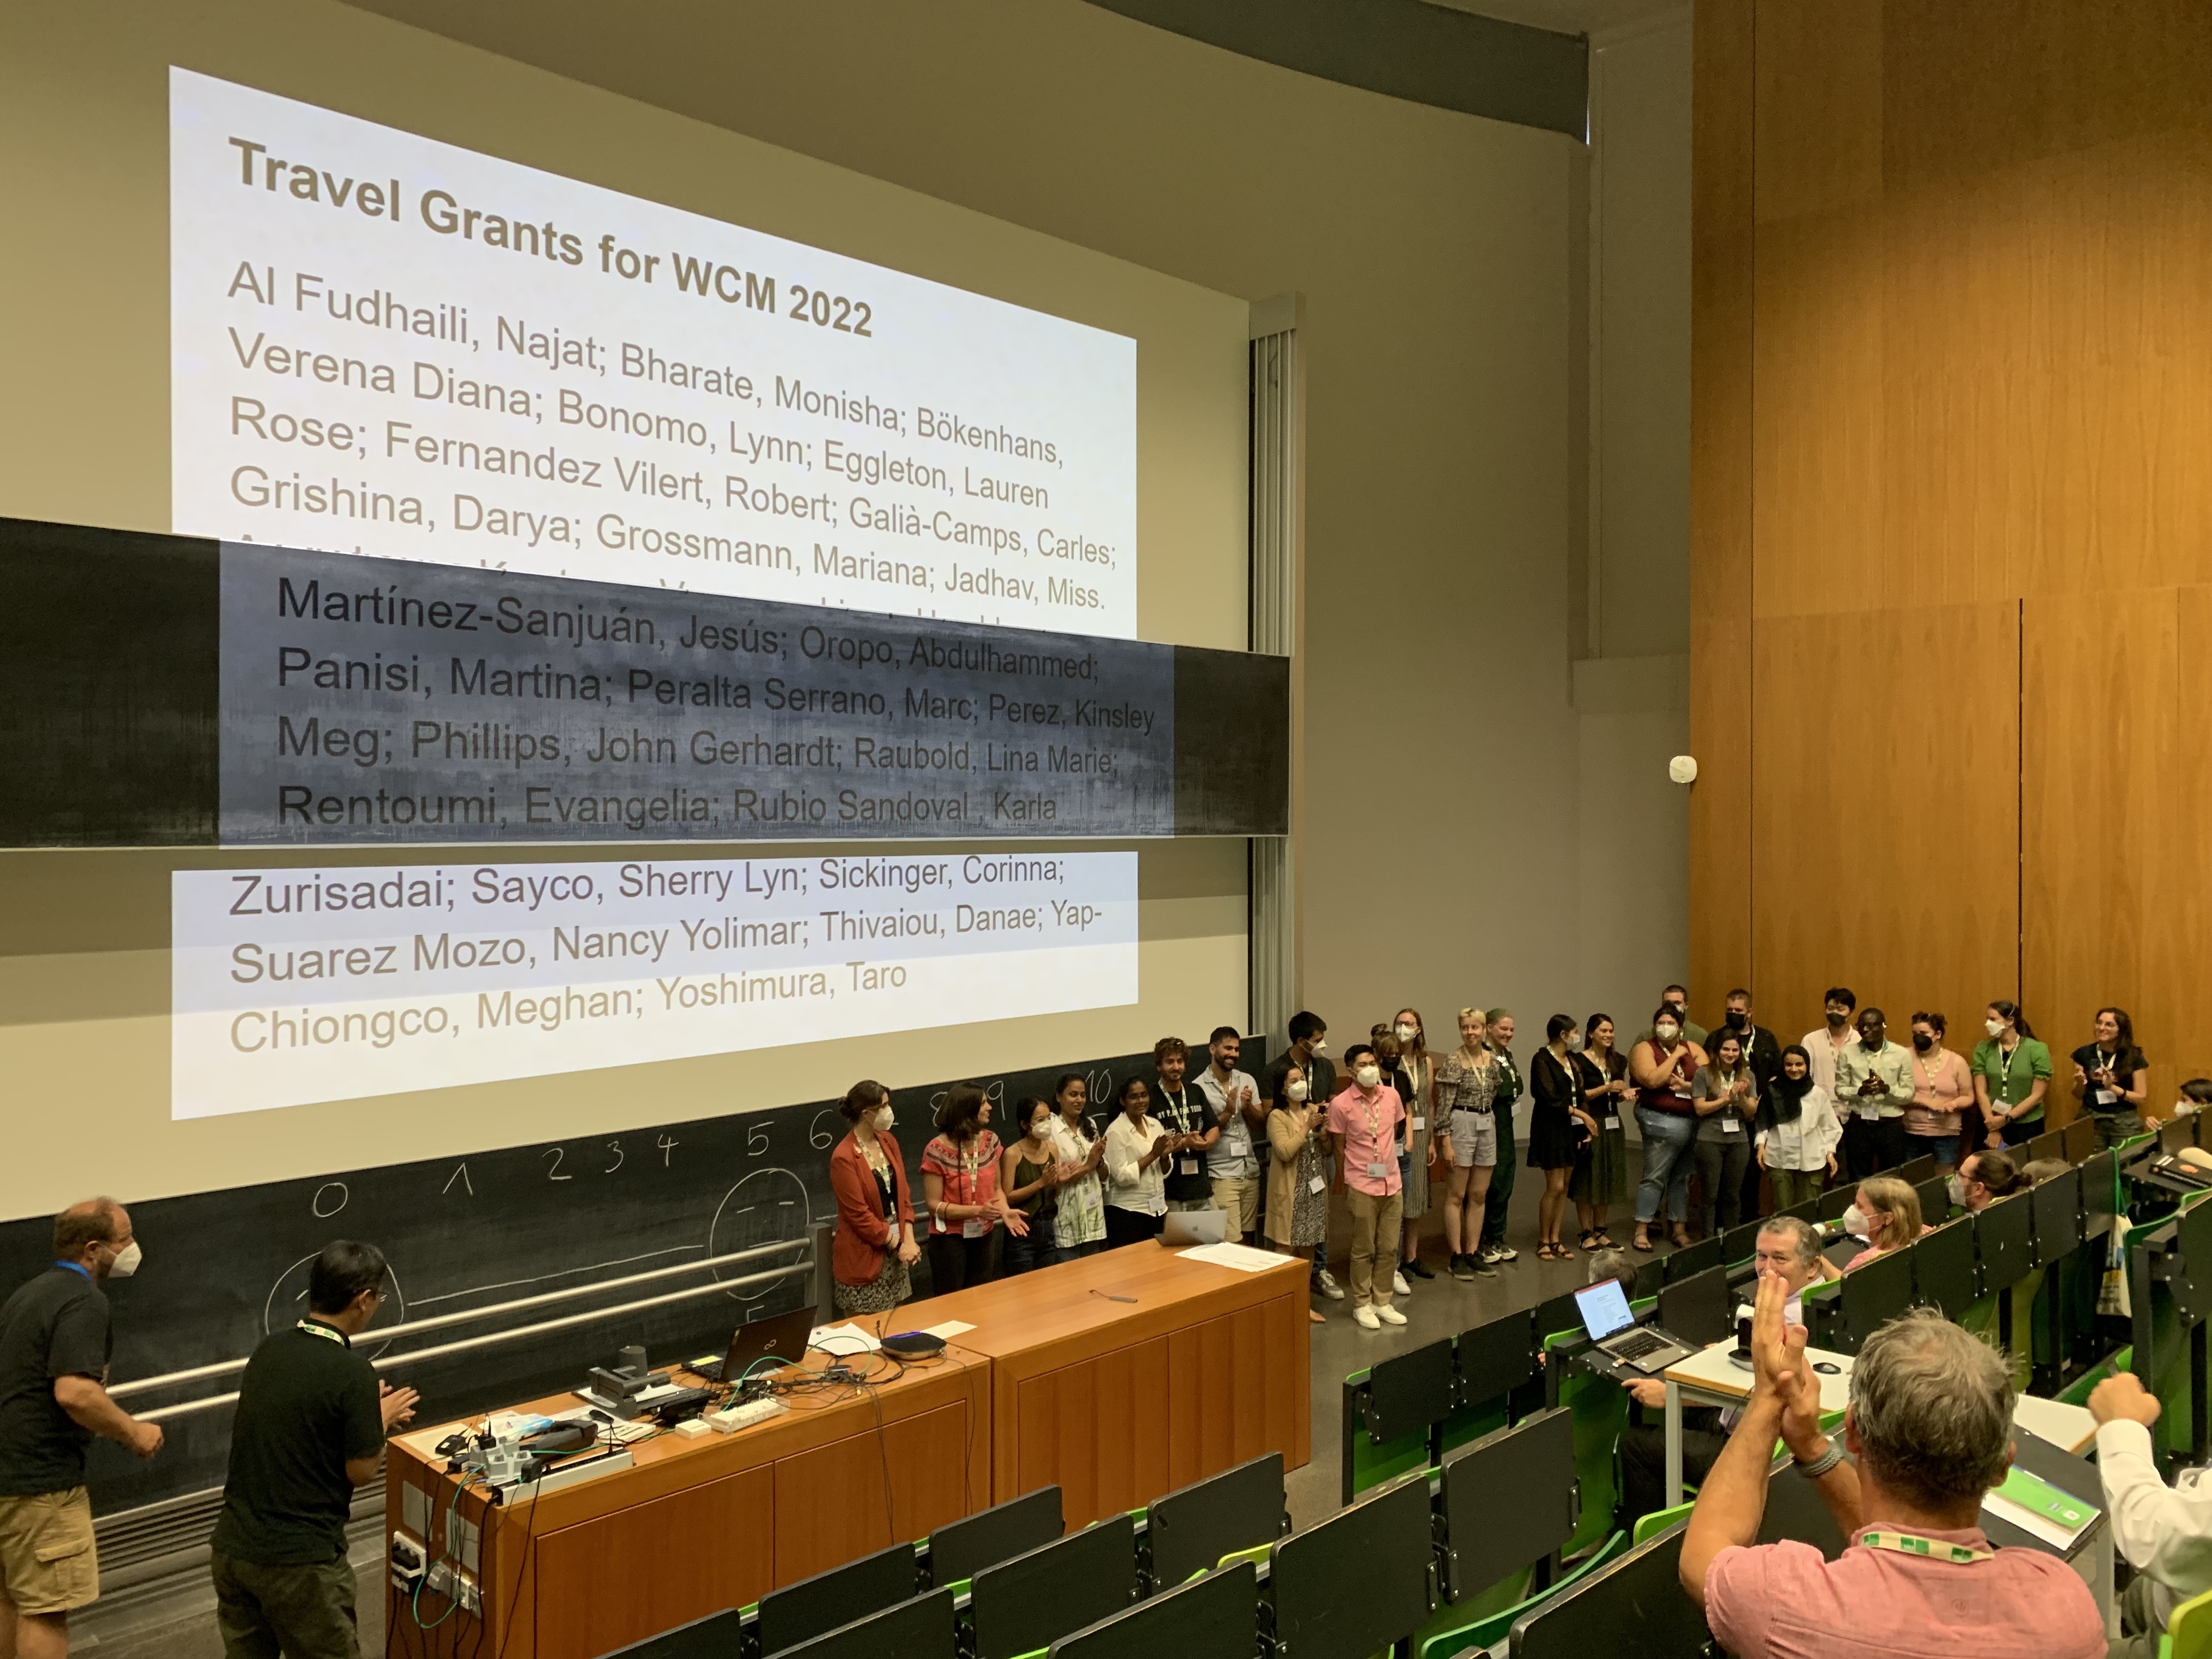 Travel Grants for WCM 2022
Al Fudhaili, Najat; Bharate, Monisha; Bökenhans,
Verena Diana; Bonomo, Lynn; Eggleton, Lauren
Rose; Fernandez Vilert, Robert; Galià-Camps, Carles;
Grishina, Darya; Grossmann, Mariana; Jadhav, Miss.
Martínez-Sanjuán, Jesús; Oropo, Abdulhammed;
Panisi, Martina; Peralta Serrano, Marc; Perez, Kinsley
Meg; Phillips, John Gerhardt; Raubold, Lina Marie;
Rentoumi, Evangelia; Rubio Sandoval , Karla
Zurisadai; Sayco, Sherry Lyn; Sickinger, Corinna;
Suarez Mozo, Nancy Yolimar; Thivaiou, Danae; Yap-
Chiongco, Meghan; Yoshimura, Taro
0 1 2 3 4 5 6 8 9 10